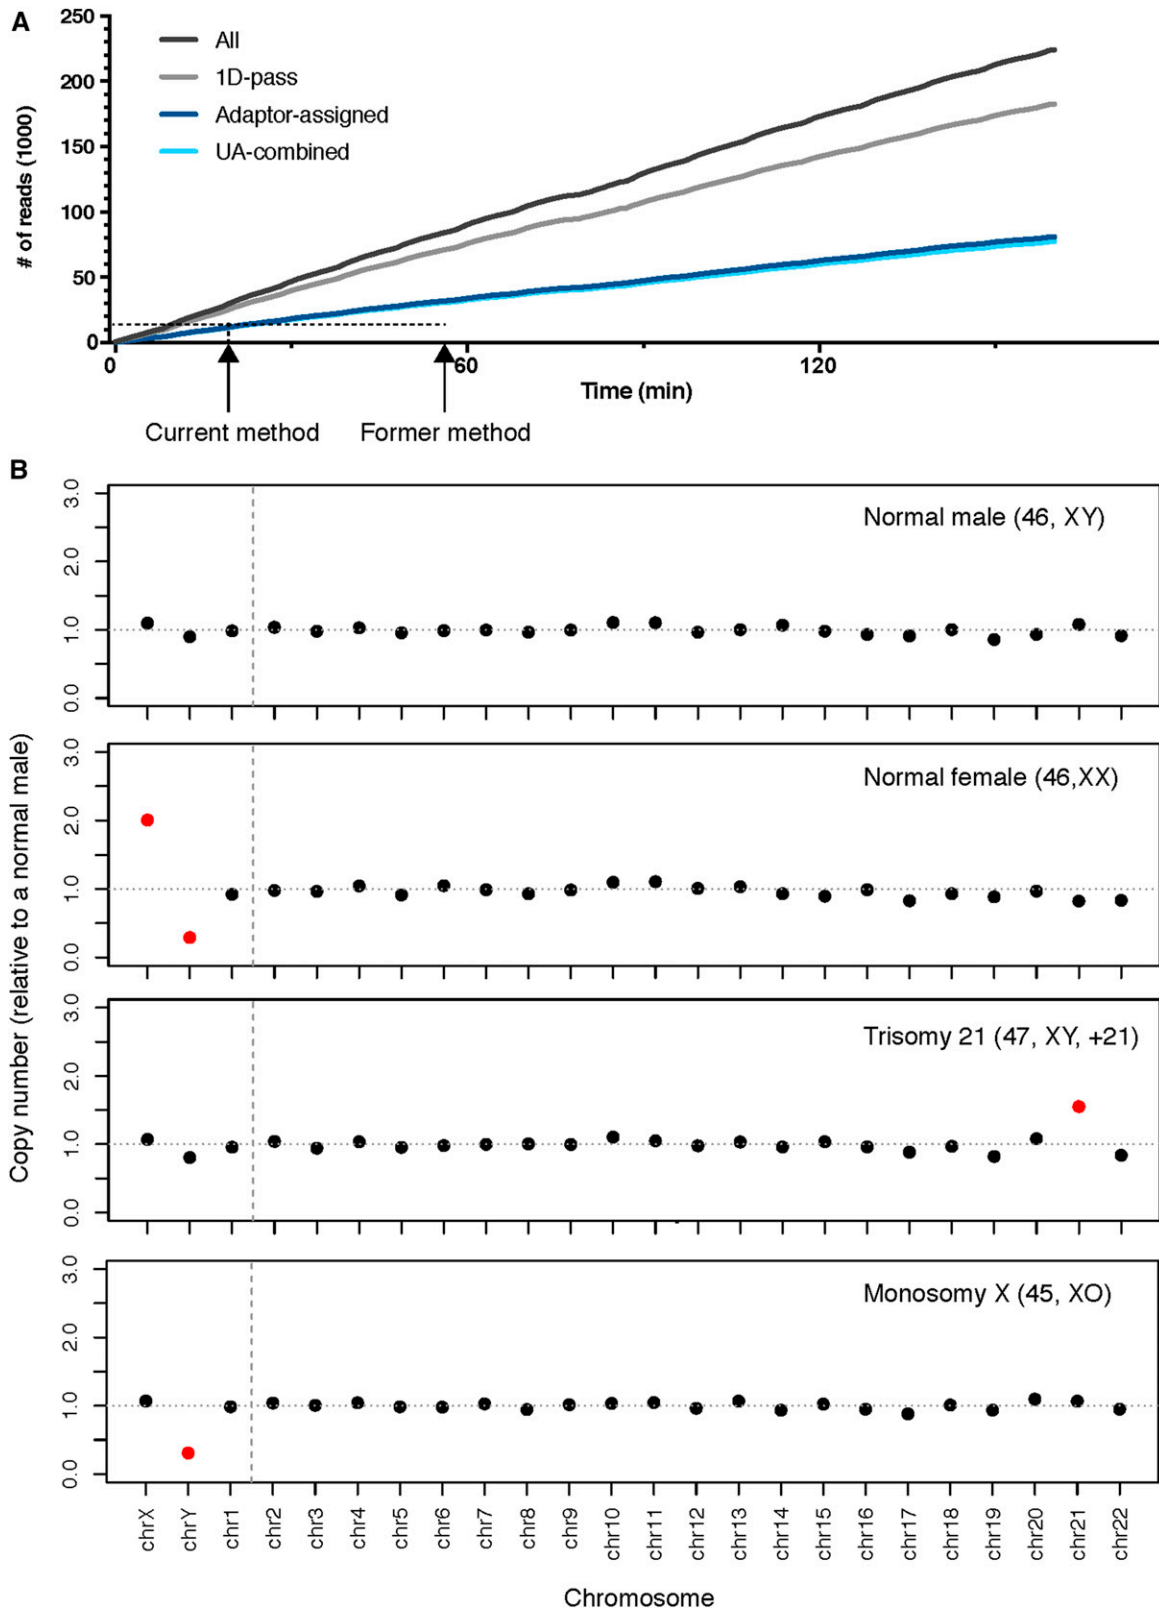 A
250
200
150
100
50
0
# of reads (1000)
All
1D-pass
Adaptor-assigned
UA-combined
0
60
120
Time (min)
Current method
Former method
B
Copy number (relative to a normal male)
3.0
2.0
1.0
0.0
Normal male (46, XY)
3.0
2.0
1.0
0.0
Normal female (46,XX)
3.0
2.0
1.0
0.0
Trisomy 21 (47, XY, +21)
3.0
2.0
1.0
0.0
Monosomy X (45, XO)
chrX
chrY
chr1
chr2
chr3
chr4
chr5
chr6
chr7
chr8
chr9
chr10
chr11
chr12
chr13
chr14
chr15
chr16
chr17
chr18
chr19
chr20
chr21
chr22
Chromosome